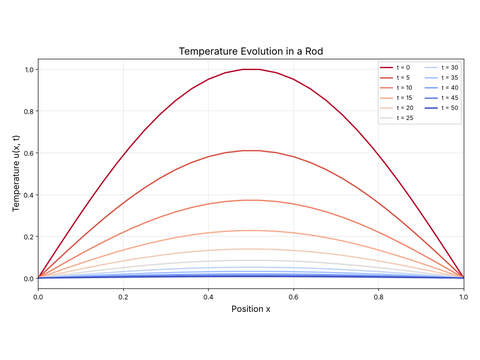 Temperature Evolution in a Rod
t = 0
t = 5
t = 10
t = 15
t = 20
t = 25
t = 30
t = 35
t = 40
t = 45
t = 50
Temperature u(x, t)
1.0
0.8
0.6
0.4
0.2
0.0
0.0 0.2 0.4 0.6 0.8 1.0
Position x